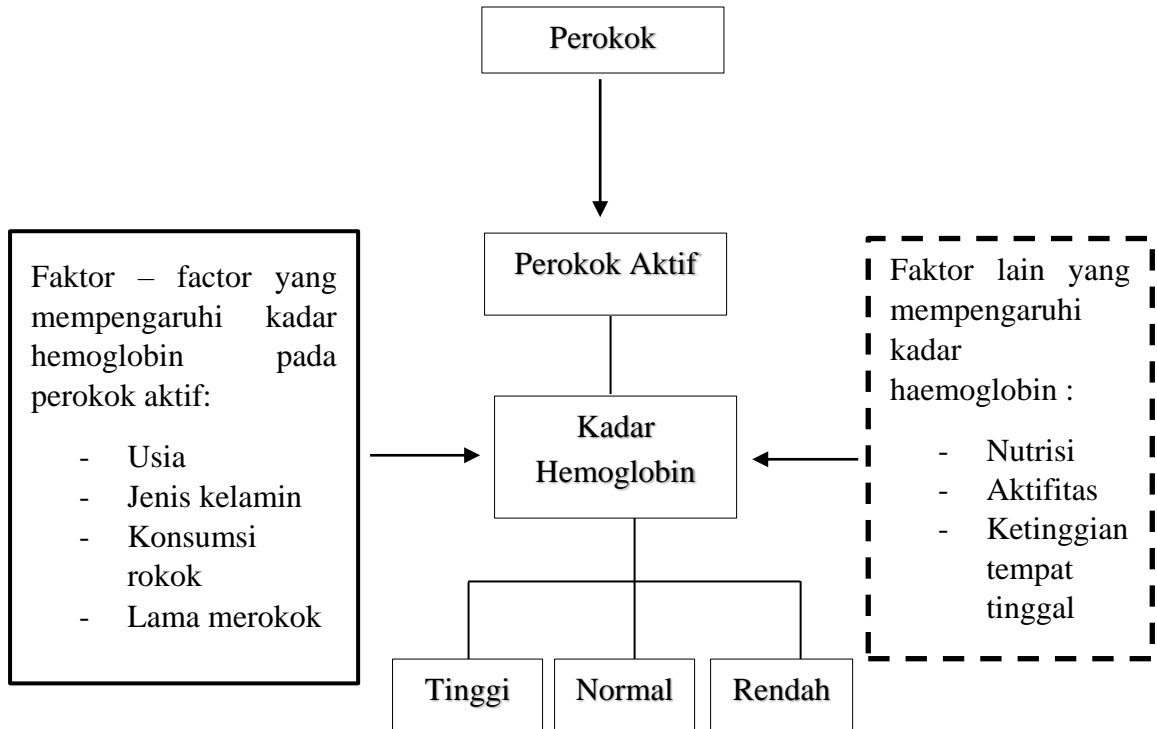 Perokok
Perokok Aktif
Faktor – factor yang
mempengaruhi kadar
hemoglobin pada
perokok aktif:
- Usia
- Jenis kelamin
- Konsumsi
rokok
- Lama merokok
Kadar
Hemoglobin
Faktor lain yang
mempengaruhi
kadar
haemoglobin :
- Nutrisi
- Aktifitas
- Ketinggian
tempat
tinggal
Tinggi
Normal
Rendah